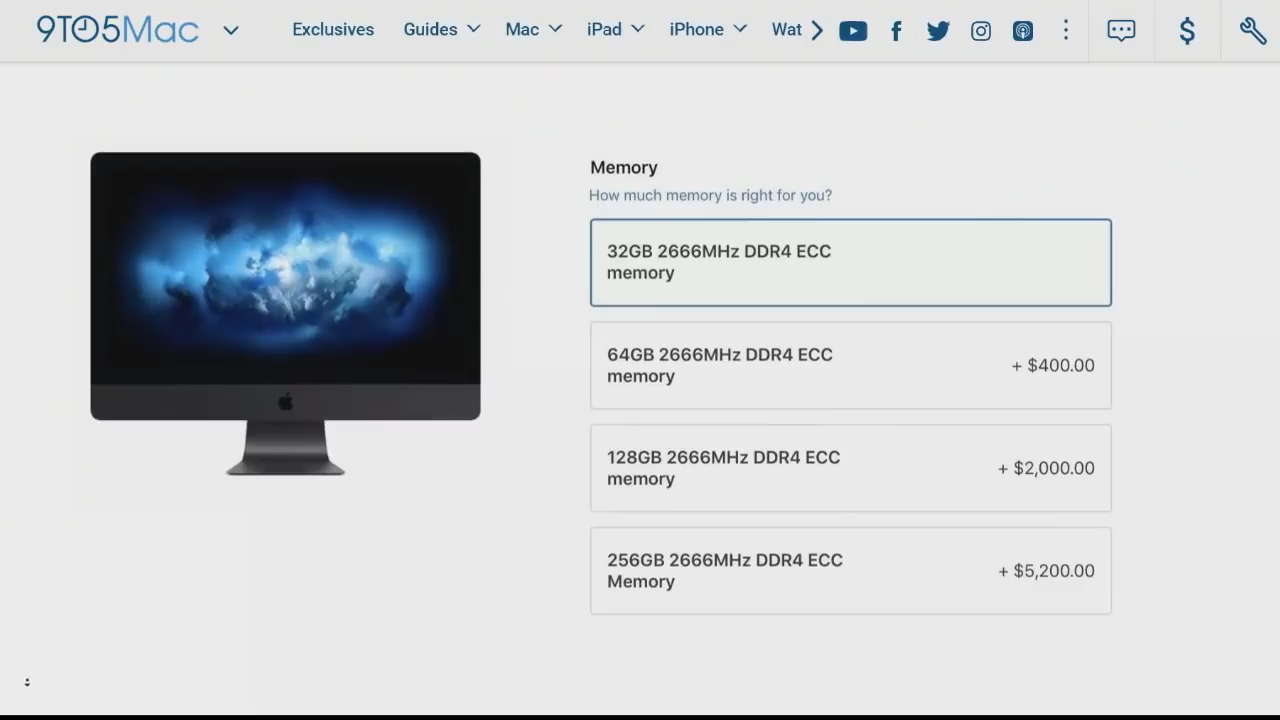 9TO5Mac
Exclusives Guides Mac iPad iPhone Wat
Memory
How much memory is right for you?
32GB 2666MHz DDR4 ECC
memory
64GB 2666MHz DDR4 ECC
memory
+ $400.00
128GB 2666MHz DDR4 ECC
memory
+ $2,000.00
256GB 2666MHz DDR4 ECC
Memory
+ $5,200.00